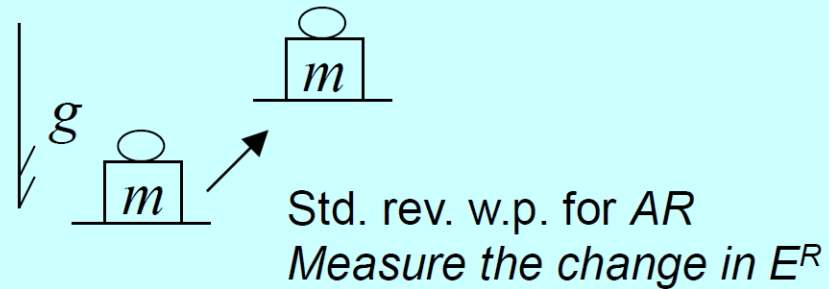 m
g
m
Std. rev. w.p. for AR
Measure the change in Eᴿ